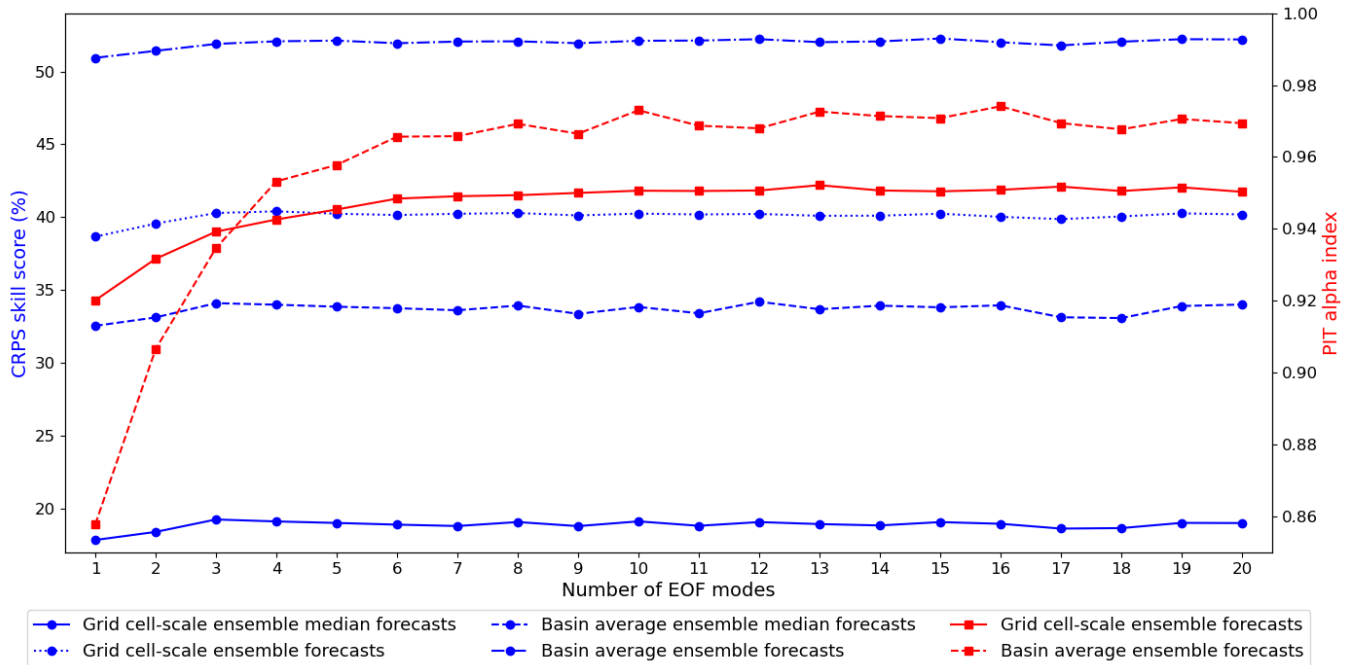 CRPS skill score (%)
50
45
40
35
30
25
20
1.00
0.98
0.96
0.94
0.92
0.90
0.88
0.86
PIT alpha index
1 2 3 4 5 6 7 8 9 10 11 12 13 14 15 16 17 18 19 20
Number of EOF modes
Grid cell-scale ensemble median forecasts Basin average ensemble median forecasts Grid cell-scale ensemble forecasts
Grid cell-scale ensemble forecasts Basin average ensemble forecasts Basin average ensemble forecasts